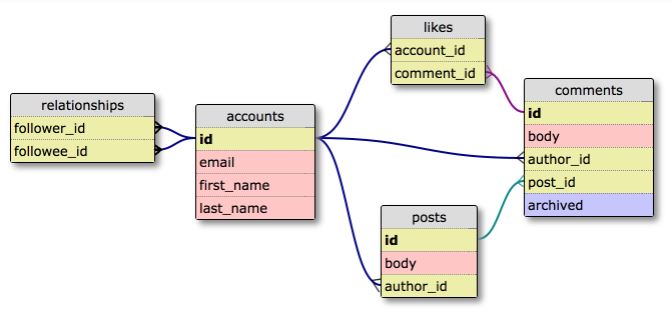 relationships
follower_id
followee_id
accounts
id
email
first_name
last_name
likes
account_id
comment_id
posts
id
body
author_id
comments
id
body
author_id
post_id
archived